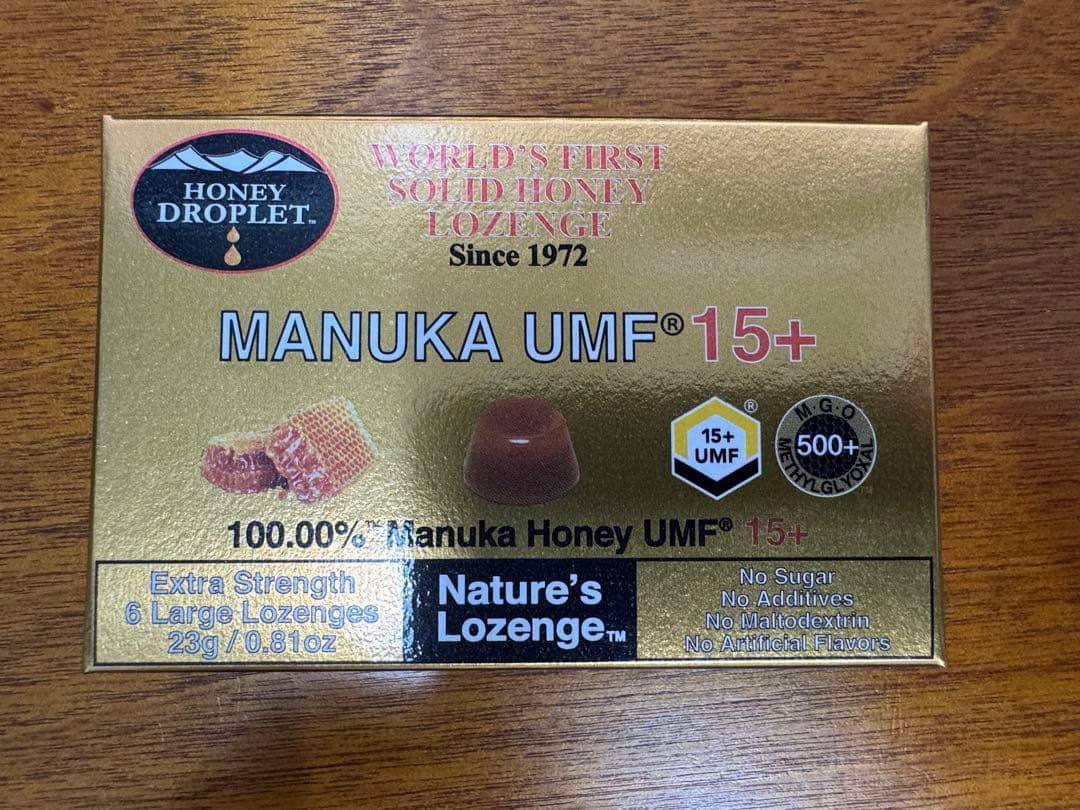 HONEY
DROPLET™
WORLD'S FIRST
SOLID HONEY
LOZENGE
Since 1972
MANUKA UMF® 15+
15+
UMF
®
M·G·O
500+
METHYLGLYOXAL
100.00%™ Manuka Honey UMF® 15+
Extra Strength
6 Large Lozenges
23g / 0.81oz
Nature's
Lozenge™
No Sugar
No Additives
No Maltodextrin
No Artificial Flavors